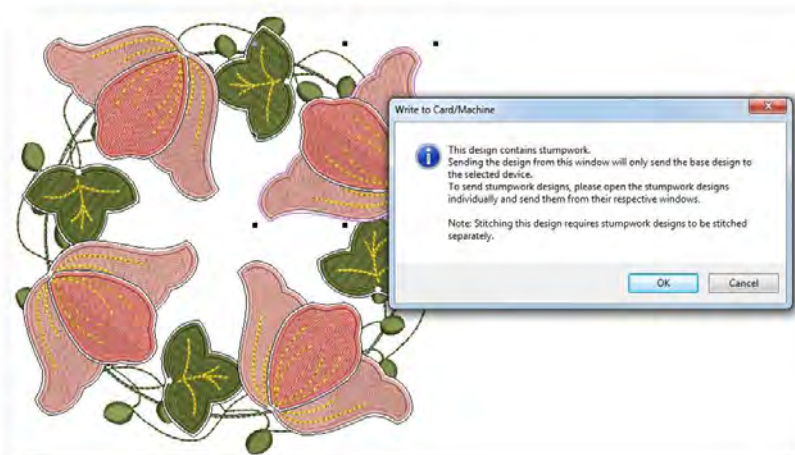 Write to Card/Machine
This design contains stumpwork.
Sending the design from this window will only send the base design to
the selected device.
To send stumpwork designs, please open the stumpwork designs
individually and send them from their respective windows.
Note: Stitching this design requires stumpwork designs to be stitched
separately.
OK
Cancel